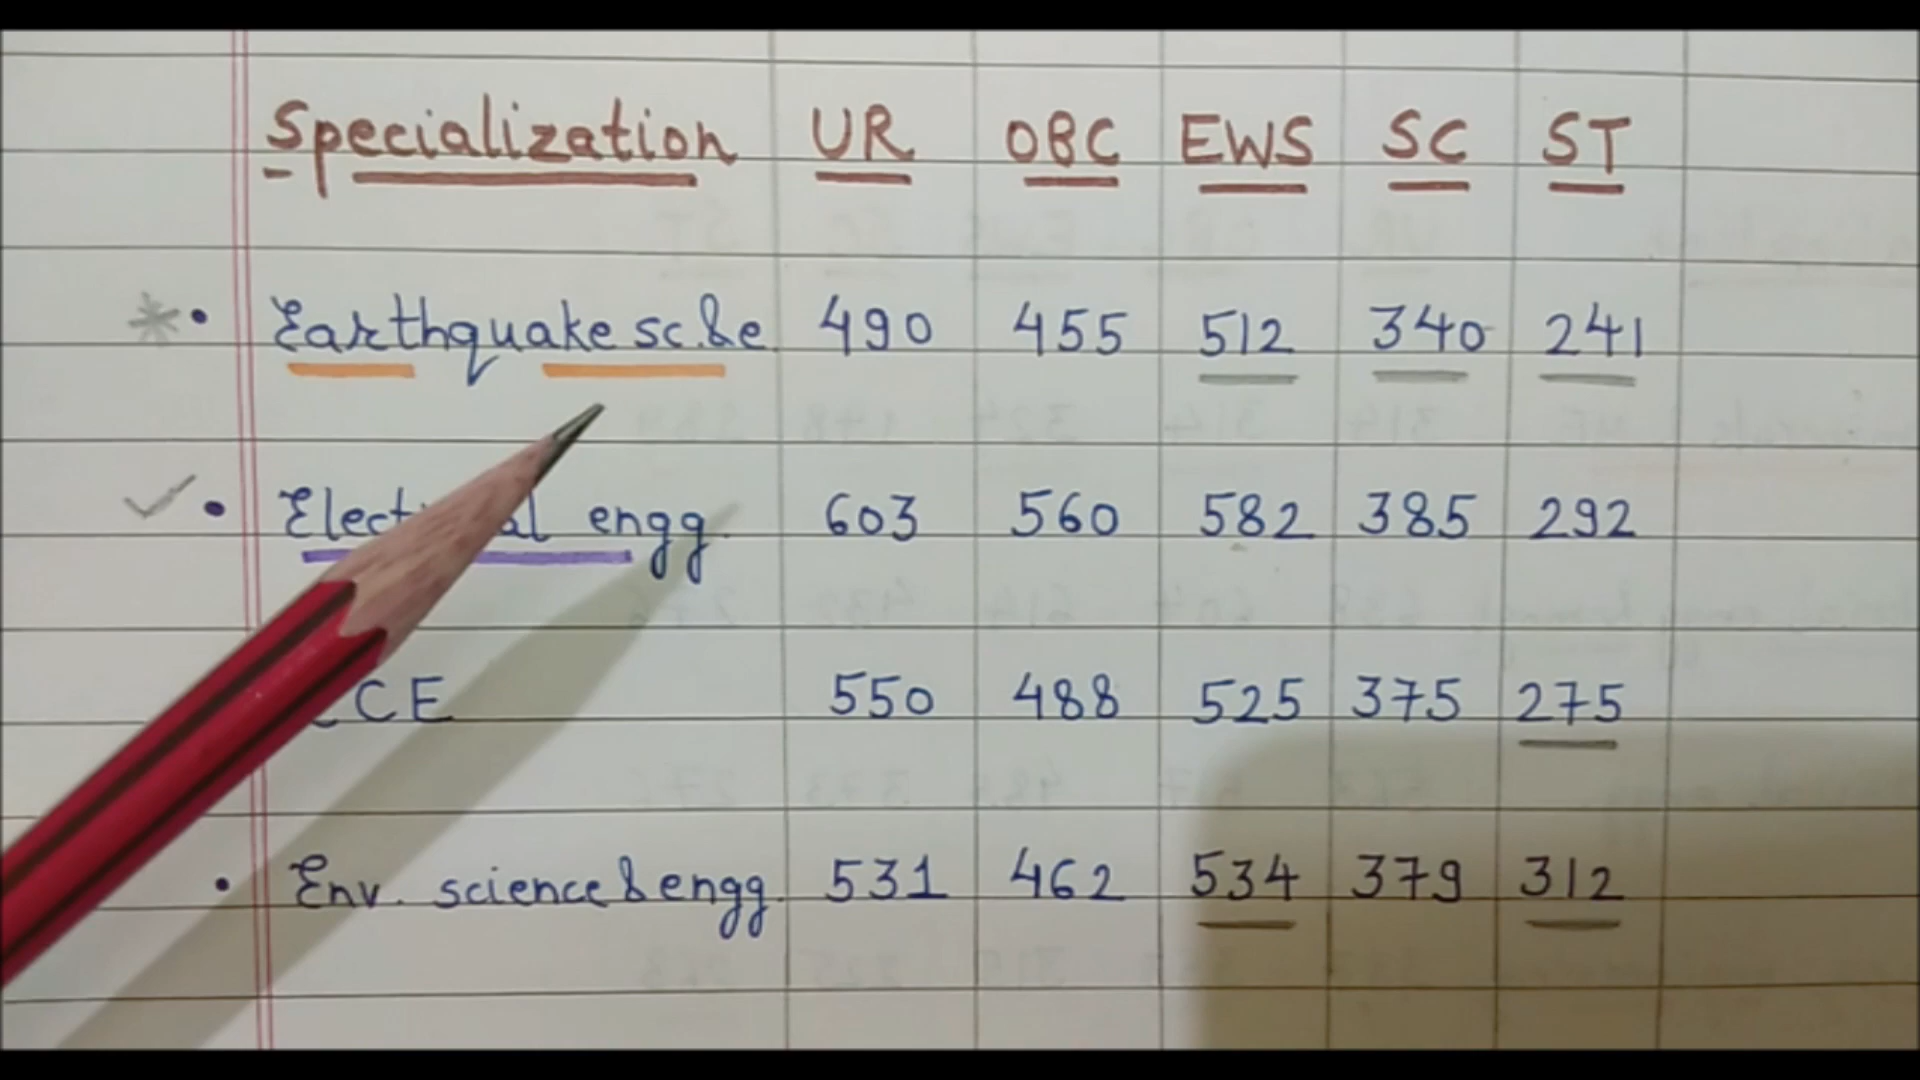 Specialization UR OBC EWS SC ST
• Earthquake sc.&e 490 455 512 340 241
• engg. 603 560 582 385 292
CE 550 488 525 375 275
• Env. science & engg. 531 462 534 379 312